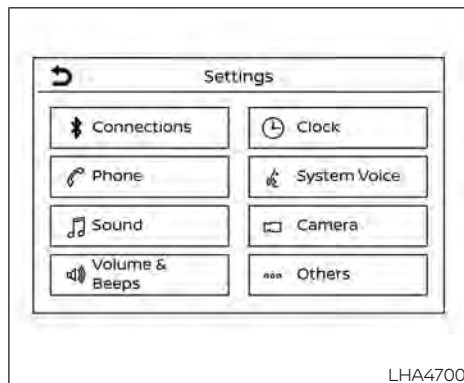 Settings
Connections
Clock
Phone
System Voice
Sound
Camera
Volume &
Beeps
Others
LHA4700